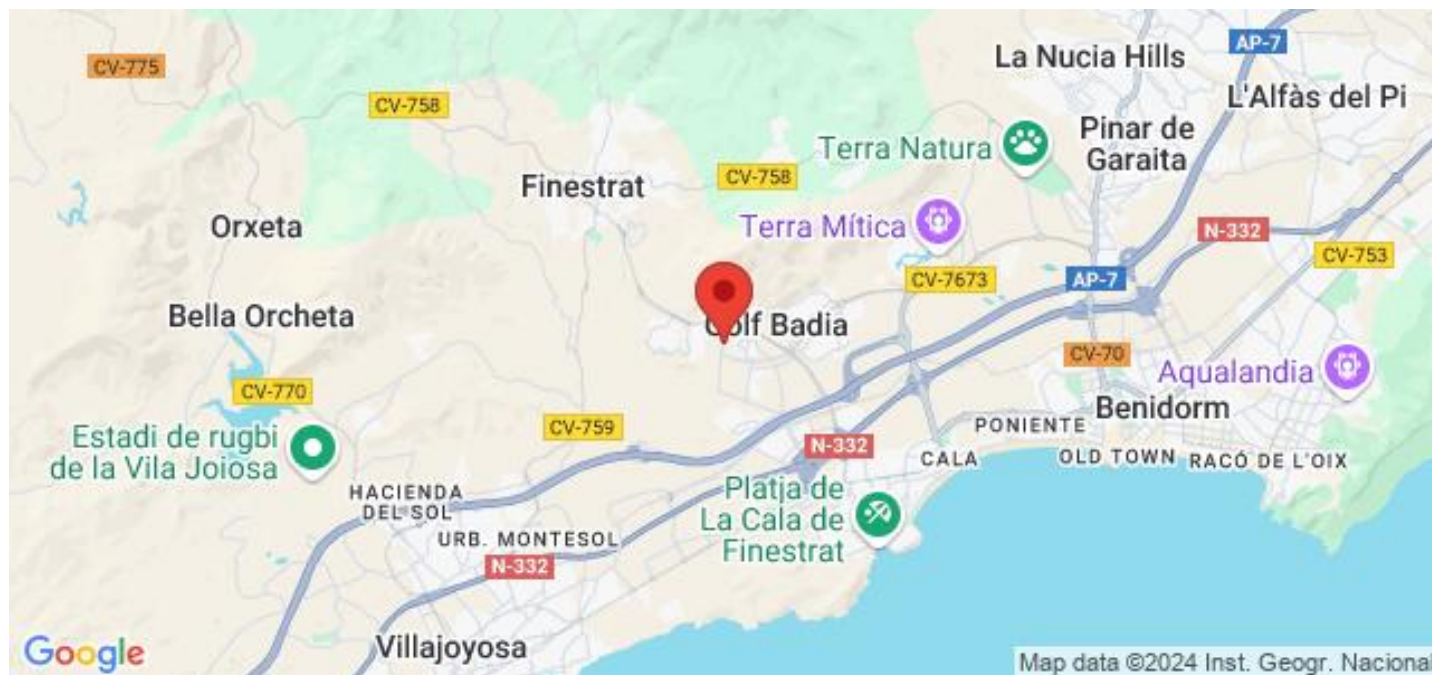 CV-775
La Nucia Hills
AP-7
CV-758
L'Alfàs del Pi
Terra Natura
Pinar de
Garaita
Finestrat
CV-758
Orxeta
Terra Mítica
N-332
CV-753
CV-7673
AP-7
Bella Orcheta
Golf Badia
CV-70
Aqualandia
CV-770
Benidorm
CV-759
PONIENTE
Estadi de rugbi
de la Vila Joiosa
N-332
CALA
OLD TOWN
RACÓ DE L'OIX
HACIENDA
DEL SOL
Platja de
La Cala de
Finestrat
URB. MONTESOL
N-332
Villajoyosa
Google
Map data ©2024 Inst. Geogr. Nacional